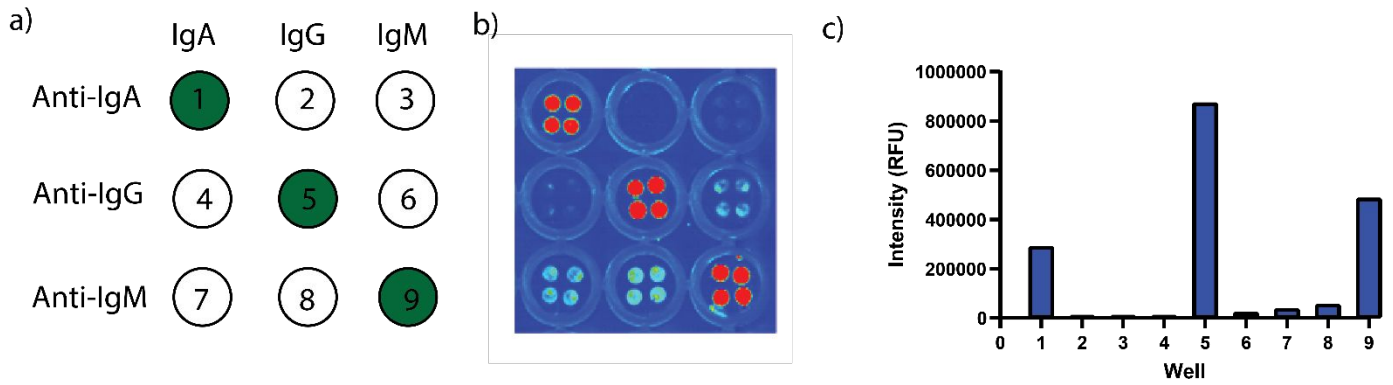 a)
IgA IgG IgM
Anti-IgA 1 2 3
Anti-IgG 4 5 6
Anti-IgM 7 8 9
b)
c)
1000000
800000
600000
400000
200000
0
Intensity (RFU)
0 1 2 3 4 5 6 7 8 9
Well